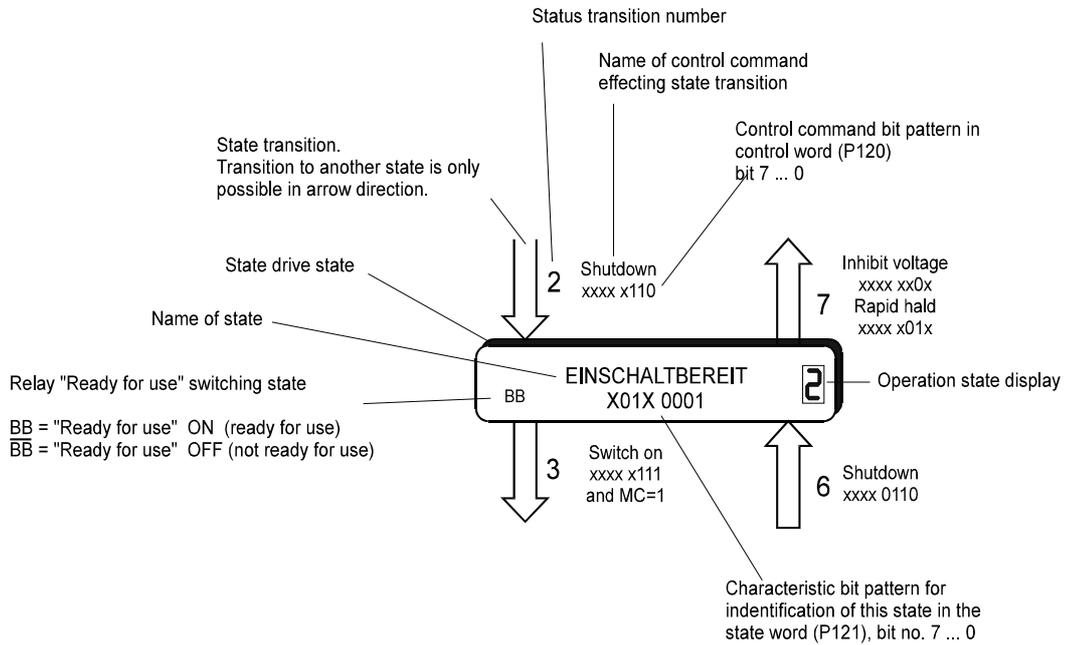 Status transition number
Name of control command
effecting state transition
Control command bit pattern in
control word (P120)
bit 7 ... 0
State transition.
Transition to another state is only
possible in arrow direction.
State drive state
Name of state
2
Shutdown
xxxx x110
7
Inhibit voltage
xxxx xx0x
Rapid hald
xxxx x01x
Relay "Ready for use" switching state
BB = "Ready for use" ON (ready for use)
B̅B̅ = "Ready for use" OFF (not ready for use)
BB
EINSCHALTBEREIT
X01X 0001
2
Operation state display
3
Switch on
xxxx x111
and MC=1
6
Shutdown
xxxx 0110
Characteristic bit pattern for
indentification of this state in the
state word (P121), bit no. 7 ... 0